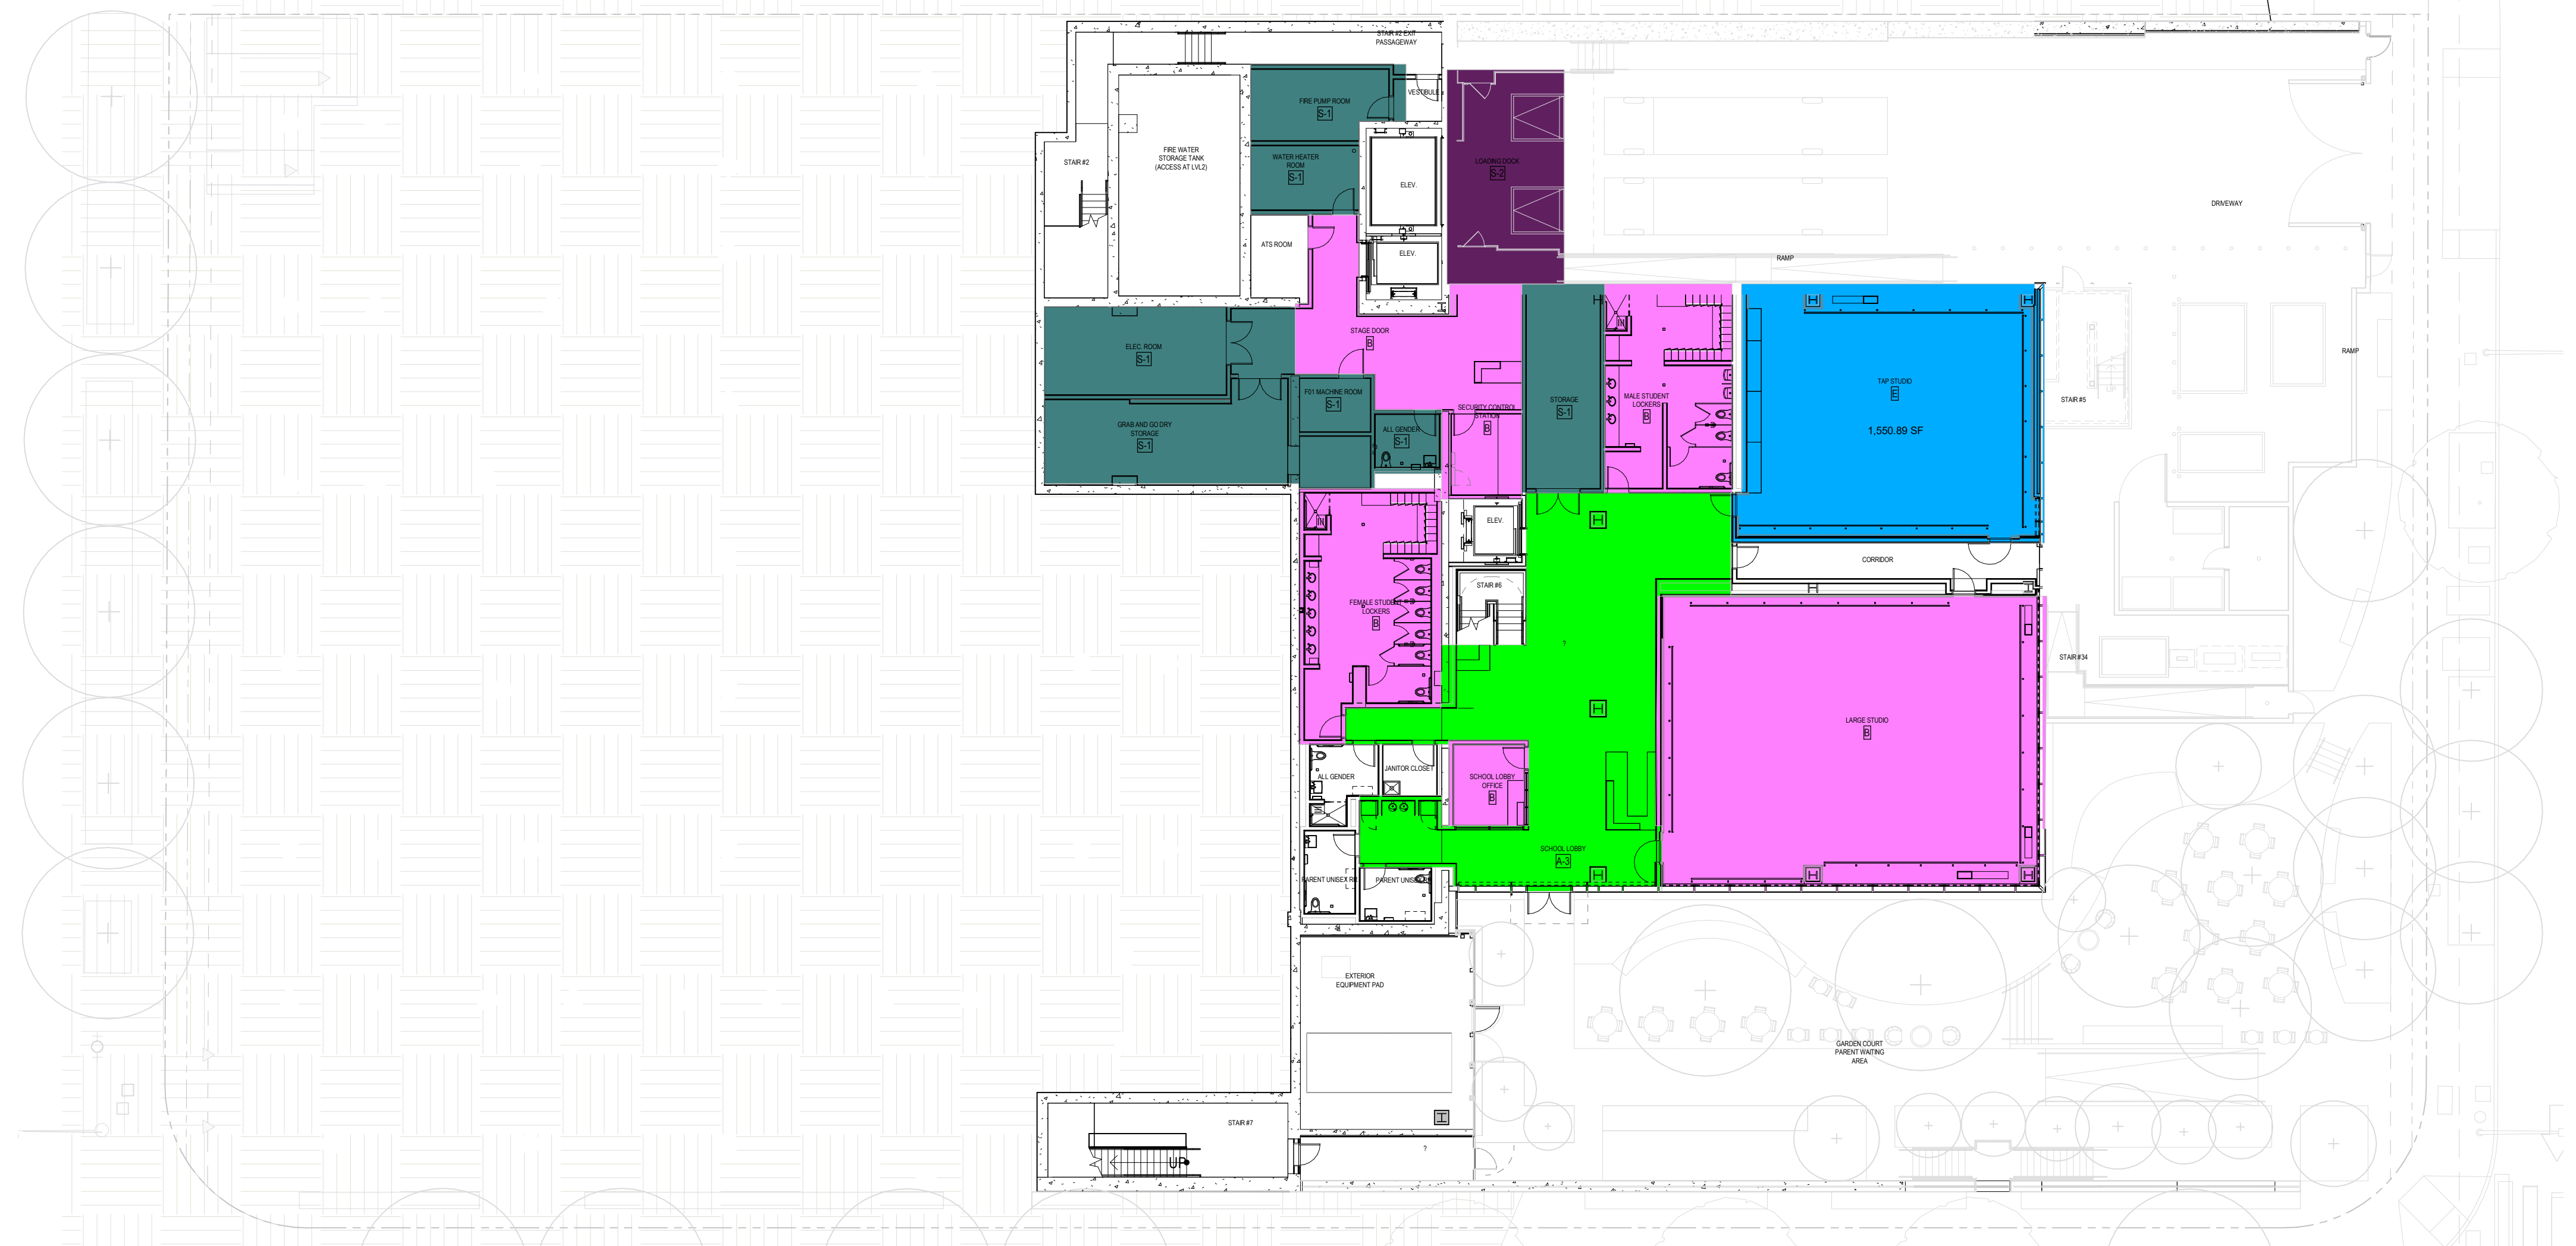 STAIR #2 EXIT
PASSAGEWAY
VESTIBULE
FIRE PUMP ROOM
S-1
STAIR #2
FIRE WATER
STORAGE TANK
(ACCESS AT LVL2)
WATER HEATER
ROOM
S-1
ELEV.
LOADING DOCK
S-2
DRIVEWAY
ATS ROOM
ELEV.
RAMP
STAGE DOOR
B
ELEC. ROOM
S-1
RAMP
TAP STUDIO
E
1,550.89 SF
F01 MACHINE ROOM
S-1
MALE STUDENT
LOCKERS
B
STORAGE
S-1
STAIR #5
SECURITY CONTROL
STATION
B
GRAB AND GO DRY
STORAGE
S-1
ALL GENDER
S-1
ELEV.
CORRIDOR
STAIR #6
FEMALE STUDENT
LOCKERS
B
?
STAIR #34
LARGE STUDIO
B
ALL GENDER
JANITOR CLOSET
SCHOOL LOBBY
OFFICE
B
SCHOOL LOBBY
A-3
PARENT UNISEX RR
PARENT UNISEX
EXTERIOR
EQUIPMENT PAD
GARDEN COURT
PARENT WAITING
AREA
STAIR #7
?
UP